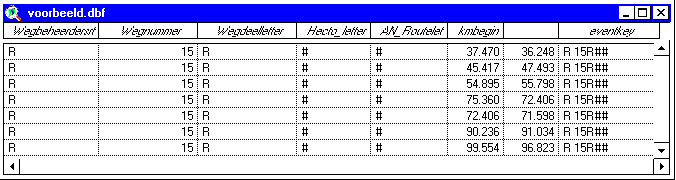 voorbeeld.dbf
Wegbeheerdersrt Wegnummer Wegdeelletter Hecto_letter AN_Routelet kmbegin eventkey
R 15 R # # 37.470 36.248 R 15R##
R 15 R # # 45.417 47.493 R 15R##
R 15 R # # 54.895 55.798 R 15R##
R 15 R # # 75.360 72.406 R 15R##
R 15 R # # 72.406 71.598 R 15R##
R 15 R # # 90.236 91.034 R 15R##
R 15 R # # 99.554 96.823 R 15R##